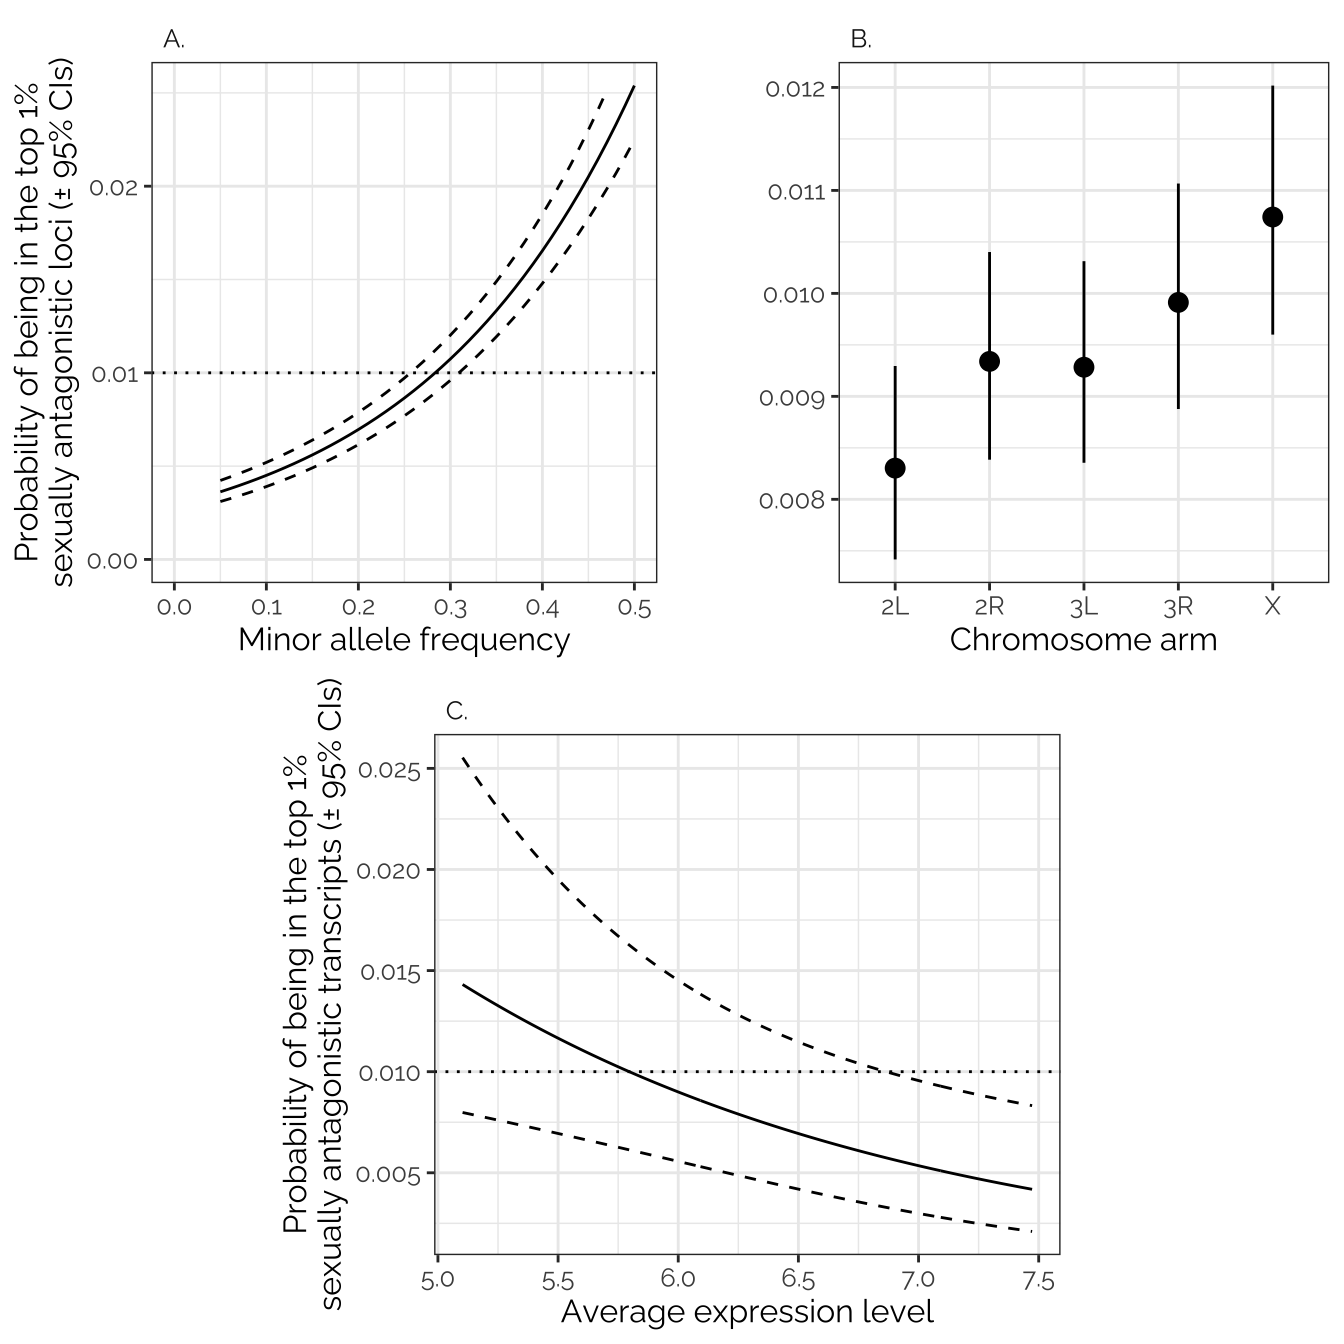 A.
Probability of being in the top 1%
sexually antagonistic loci (± 95% CIs)
0.02
0.01
0.00
0.0 0.1 0.2 0.3 0.4 0.5
Minor allele frequency
B.
0.012
0.011
0.010
0.009
0.008
2L 2R 3L 3R X
Chromosome arm
C.
Probability of being in the top 1%
sexually antagonistic transcripts (± 95% CIs)
0.025
0.020
0.015
0.010
0.005
5.0 5.5 6.0 6.5 7.0 7.5
Average expression level